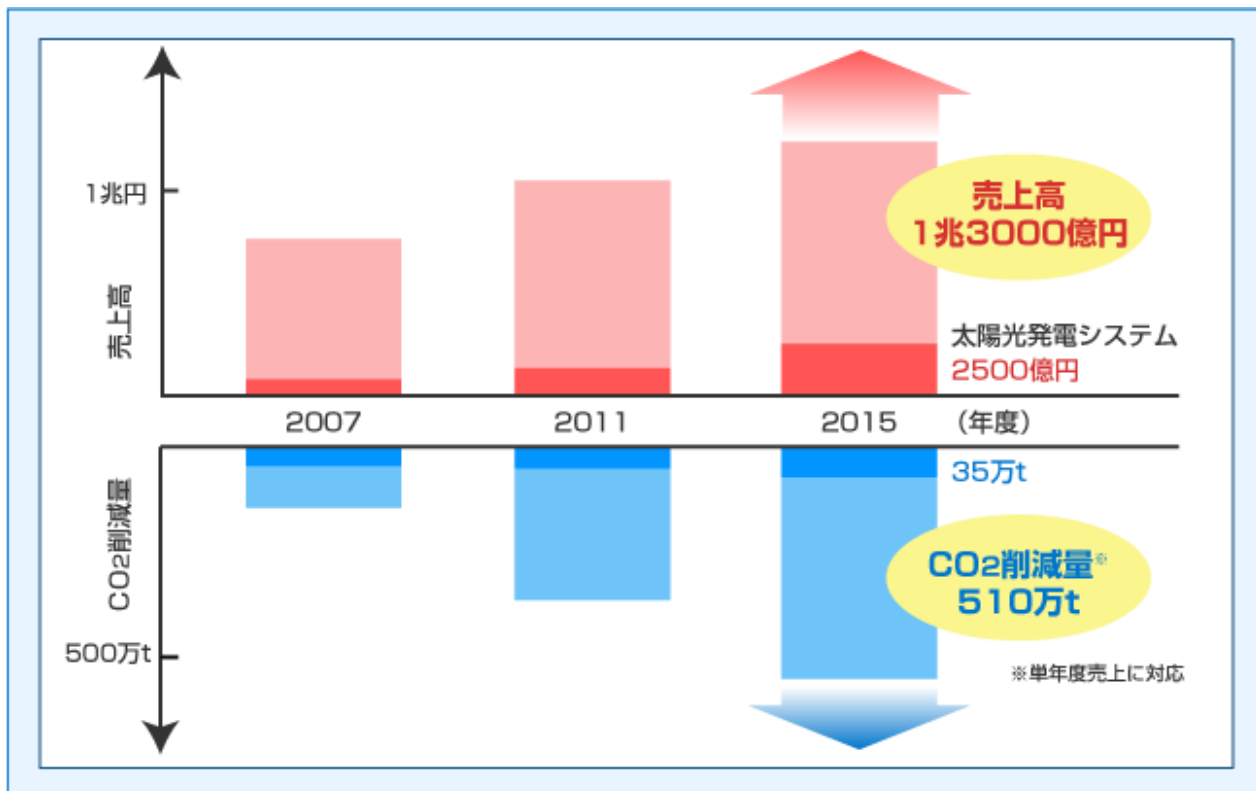 1兆円
売上高
売上高
1兆3000億円
太陽光発電システム
2500億円
2007
2011
2015
(年度)
CO2削減量
35万t
CO2削減量※
510万t
500万t
※単年度売上に対応